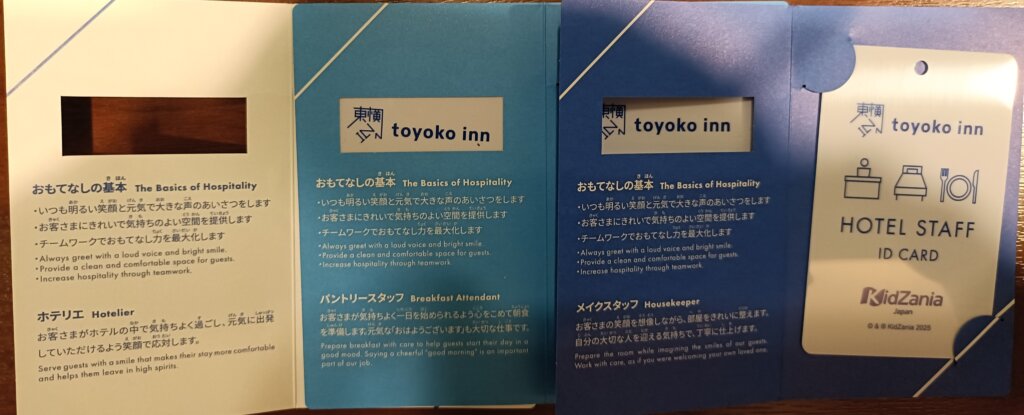 おもてなしの基本 The Basics of Hospitality
・いつも明るい笑顔と元気で大きな声のあいさつをします
・お客さまにきれいで気持ちのよい空間を提供します
・チームワークでおもてなし力を最大化します
・Always greet with a loud voice and bright smile.
・Provide a clean and comfortable space for guests.
・Increase hospitality through teamwork.
ホテリエ Hotelier
お客さまがホテルの中で気持ちよく過ごし、元気に出発
していただけるよう笑顔で応対します。
Serve guests with a smile that makes their stay more comfortable
and helps them leave in high spirits.
東横イン toyoko inn
おもてなしの基本 The Basics of Hospitality
・いつも明るい笑顔と元気で大きな声のあいさつをします
・お客さまにきれいで気持ちのよい空間を提供します
・チームワークでおもてなし力を最大化します
・Always greet with a loud voice and bright smile.
・Provide a clean and comfortable space for guests.
・Increase hospitality through teamwork.
パントリースタッフ Breakfast Attendant
お客さまが気持ちよく一日を始められるよう心をこめて朝食
を準備します。元気な「おはようございます」も大切な仕事です。
Prepare breakfast with care to help guests start their day in a
good mood. Saying a cheerful "good morning" is an important
part of our job.
東横イン toyoko inn
おもてなしの基本 The Basics of Hospitality
・いつも明るい笑顔と元気で大きな声のあいさつをします
・お客さまにきれいで気持ちのよい空間を提供します
・チームワークでおもてなし力を最大化します
・Always greet with a loud voice and bright smile.
・Provide a clean and comfortable space for guests.
・Increase hospitality through teamwork.
メイクスタッフ Housekeeper
お客さまの笑顔を想像しながら、部屋をきれいに整えます。
自分の大切な人を迎える気持ちで、丁寧に仕上げます。
Prepare the room while imagining the smiles of our guests.
Work with care, as if you were welcoming your own loved one.
東横イン toyoko inn
HOTEL STAFF
ID CARD
KidZania
Japan
® & © KidZania 2025